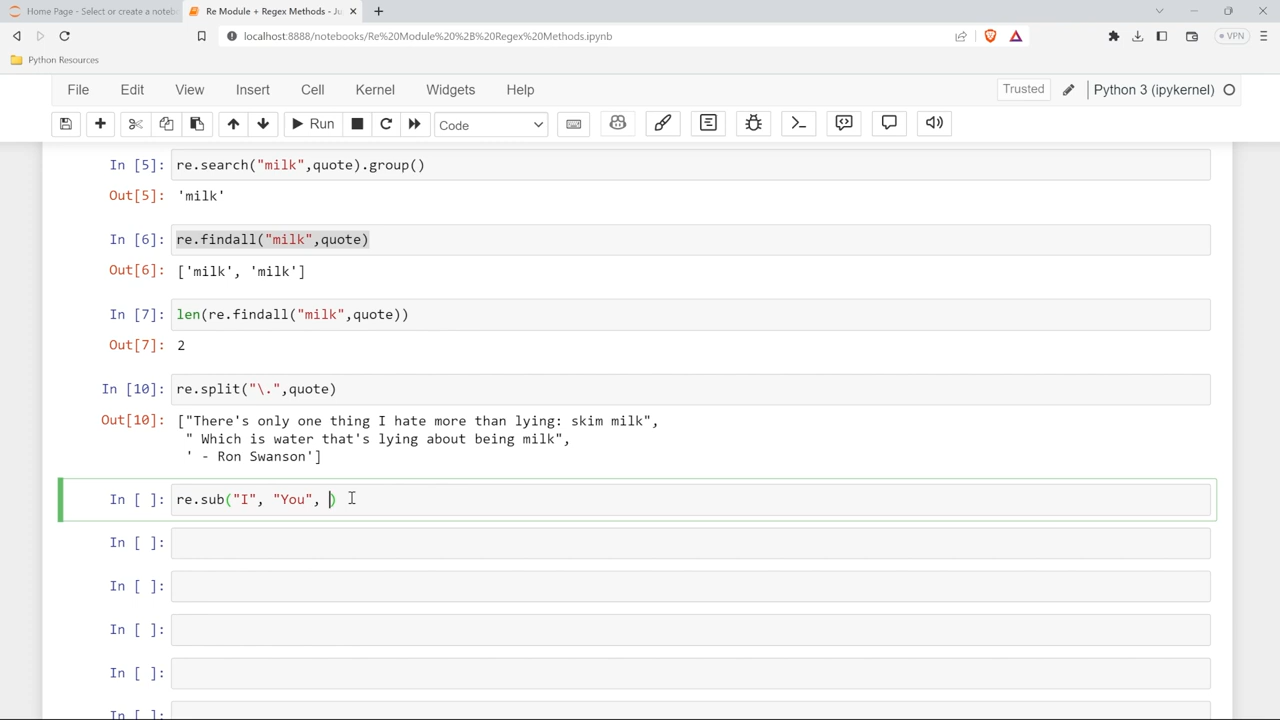 Home Page - Select or create a noteb
Re Module + Regex Methods - Ju
localhost:8888/notebooks/Re%20Module%20%2B%20Regex%20Methods.ipynb
VPN
Python Resources
File Edit View Insert Cell Kernel Widgets Help
Trusted
Python 3 (ipykernel)
Run
Code
In [5]: re.search("milk",quote).group()
Out[5]: 'milk'
In [6]: re.findall("milk",quote)
Out[6]: ['milk', 'milk']
In [7]: len(re.findall("milk",quote))
Out[7]: 2
In [10]: re.split("\.",quote)
Out[10]: ["There's only one thing I hate more than lying: skim milk",
" Which is water that's lying about being milk",
' - Ron Swanson']
In [ ]: re.sub("I", "You", )
In [ ]:
In [ ]:
In [ ]:
In [ ]:
In [ ]: